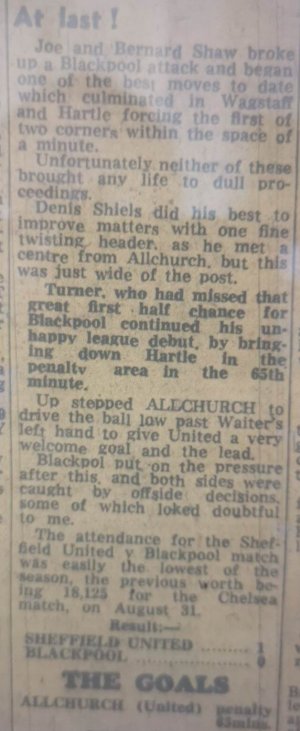 At last !
Joe and Bernard Shaw broke
up a Blackpool attack and began
one of the best moves to date
which culminated in Wagstaff
and Hartle forcing the first of
two corners within the space of
a minute.
Unfortunately neither of these
brought any life to dull pro-
ceedings.
Denis Shiels did his best to
improve matters with one fine
twisting header, as he met a
centre from Allchurch, but this
was just wide of the post.
Turner, who had missed that
great first half chance for
Blackpool continued his un-
happy league debut, by bring-
ing down Hartle in the
penalty area in the 65th
minute.
Up stepped ALLCHURCH to
drive the ball low past Waiter's
left hand to give United a very
welcome goal and the lead.
Blackpol put on the pressure
after this, and both sides were
caught by offside decisions,
some of which loked doubtful
to me.
The attendance for the Shef-
field United v Blackpool match
was easily the lowest of the
season, the previous worth be-
ing 18,125 for the Chelsea
match, on August 31.
Result:—
SHEFFIELD UNITED ......... 1
BLACKPOOL .................. 0
THE GOALS
ALLCHURCH (United) penalty
65mins.